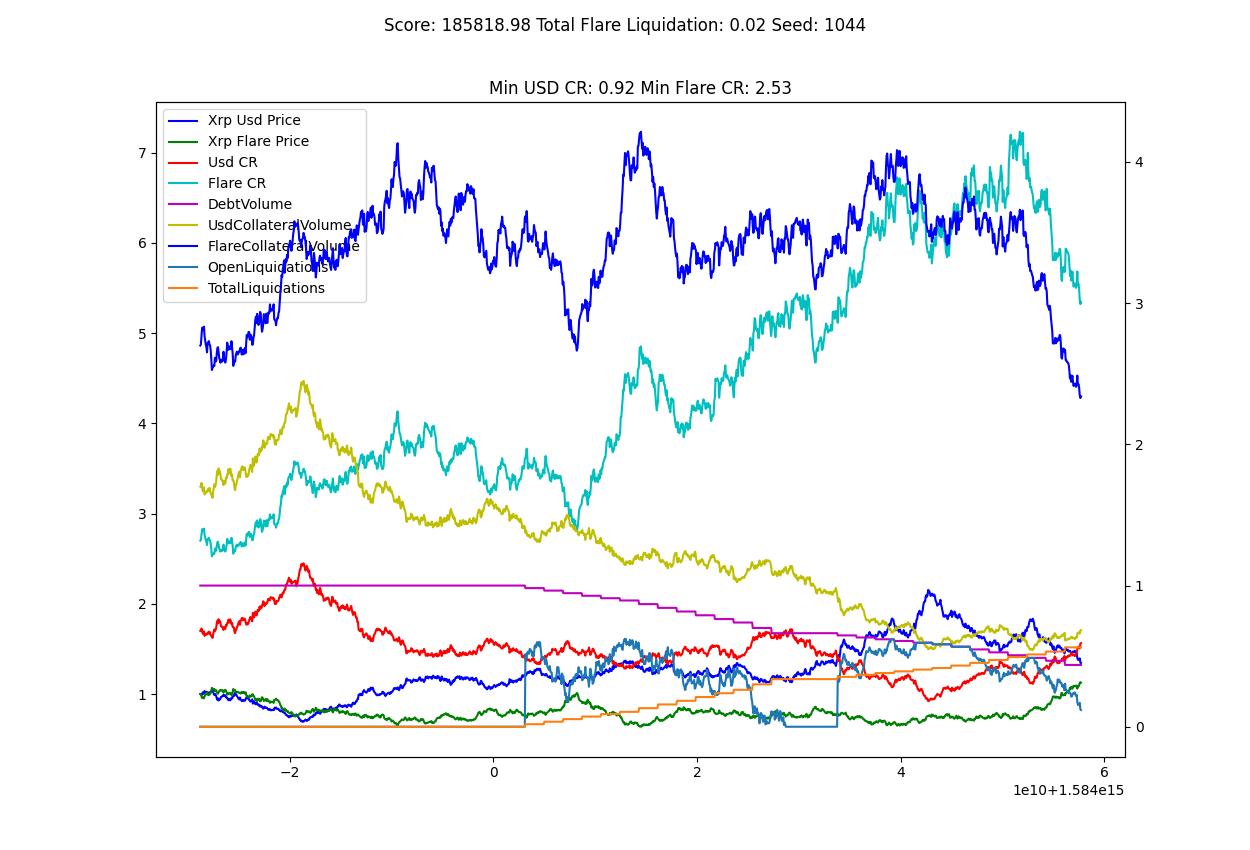 Score: 185818.98 Total Flare Liquidation: 0.02 Seed: 1044
Min USD CR: 0.92 Min Flare CR: 2.53
Xrp Usd Price
Xrp Flare Price
Usd CR
Flare CR
DebtVolume
UsdCollateralVolume
FlareCollateralVolume
OpenLiquidations
TotalLiquidations
7
6
5
4
3
2
1
4
3
2
1
0
−2
0
2
4
6
1e10+1.584e15